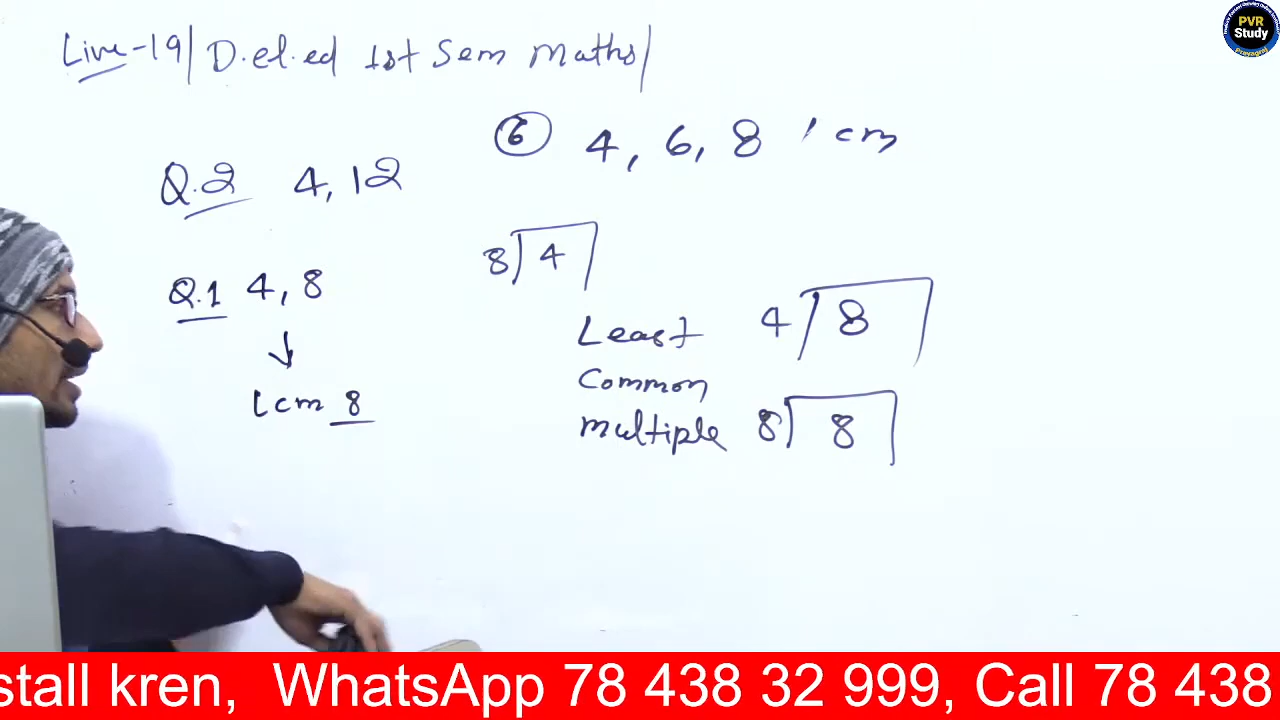 Live-19/ D.el.ed 1st Sem Maths/
6 4, 6, 8 lcm
Q.2 4, 12
8 4
Q.1 4, 8
Least
Common
multiple
4 8
8 8
lcm 8
PVR
Study
Prayagraj
stall kren, WhatsApp 78 438 32 999, Call 78 438